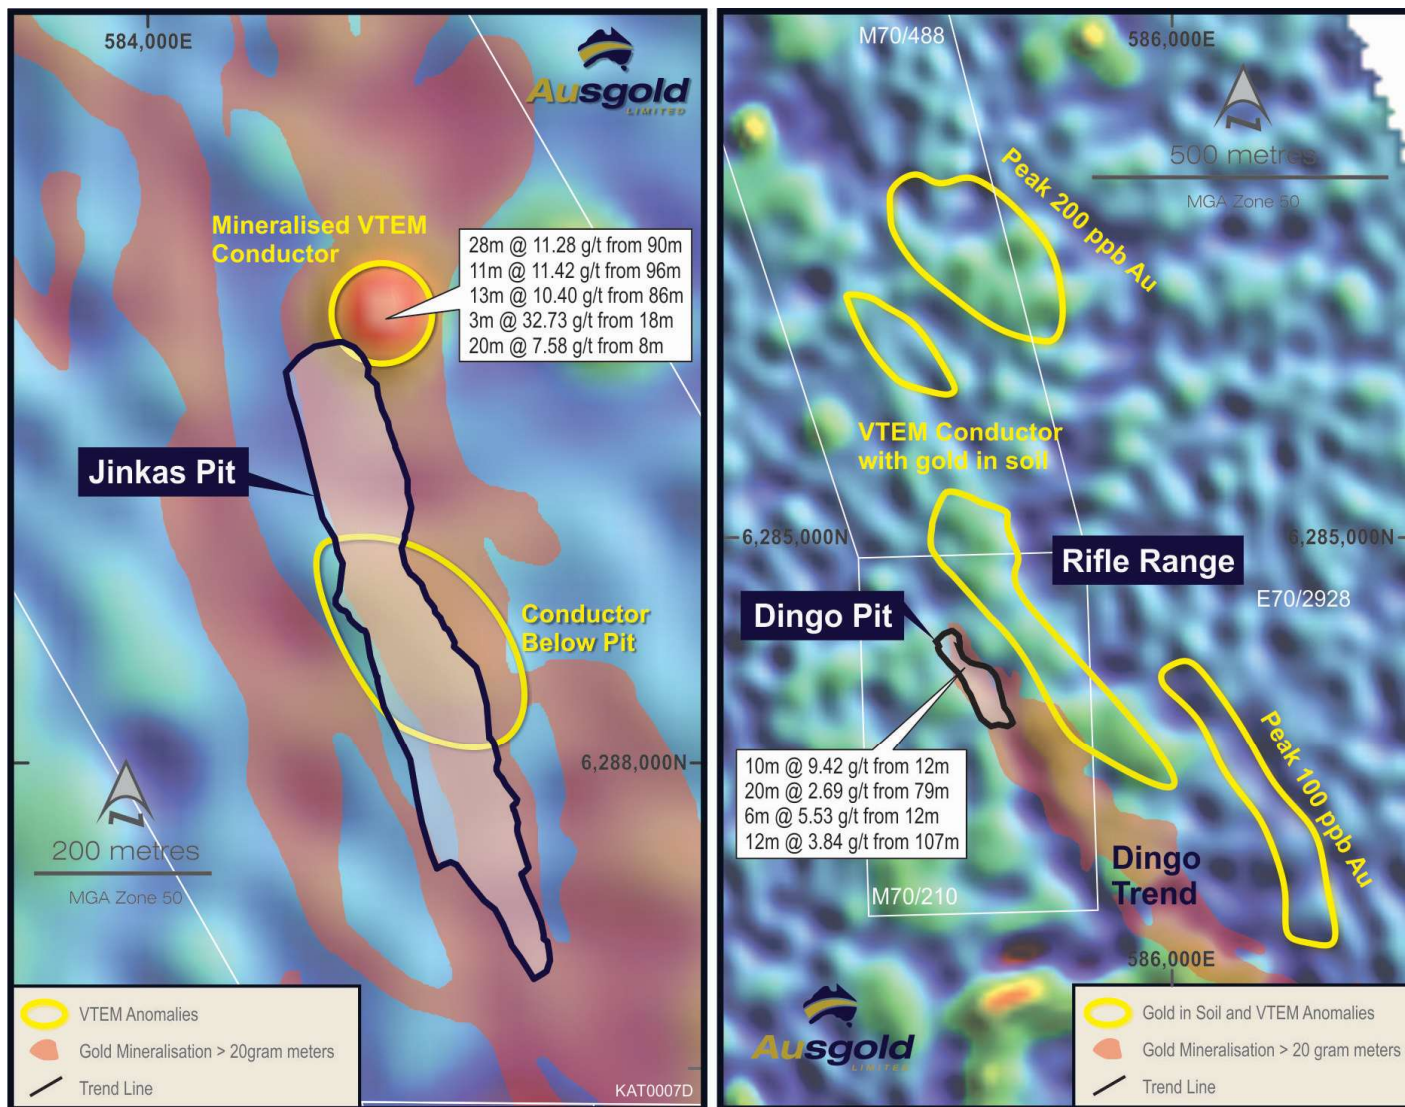 584,000E
Ausgold
LIMITED
Mineralised VTEM
Conductor
28m @ 11.28 g/t from 90m
11m @ 11.42 g/t from 96m
13m @ 10.40 g/t from 86m
3m @ 32.73 g/t from 18m
20m @ 7.58 g/t from 8m
Jinkas Pit
Conductor
Below Pit
6,288,000N
N
200 metres
MGA Zone 50
VTEM Anomalies
Gold Mineralisation > 20gram meters
Trend Line
KAT0007D
M70/488
586,000E
N
500 metres
MGA Zone 50
Peak 200 ppb Au
VTEM Conductor
with gold in soil
6,285,000N
6,285,000N
Rifle Range
E70/2928
Dingo Pit
10m @ 9.42 g/t from 12m
20m @ 2.69 g/t from 79m
6m @ 5.53 g/t from 12m
12m @ 3.84 g/t from 107m
Peak 100 ppb Au
Dingo
Trend
M70/210
586,000E
Ausgold
LIMITED
Gold in Soil and VTEM Anomalies
Gold Mineralisation > 20 gram meters
Trend Line